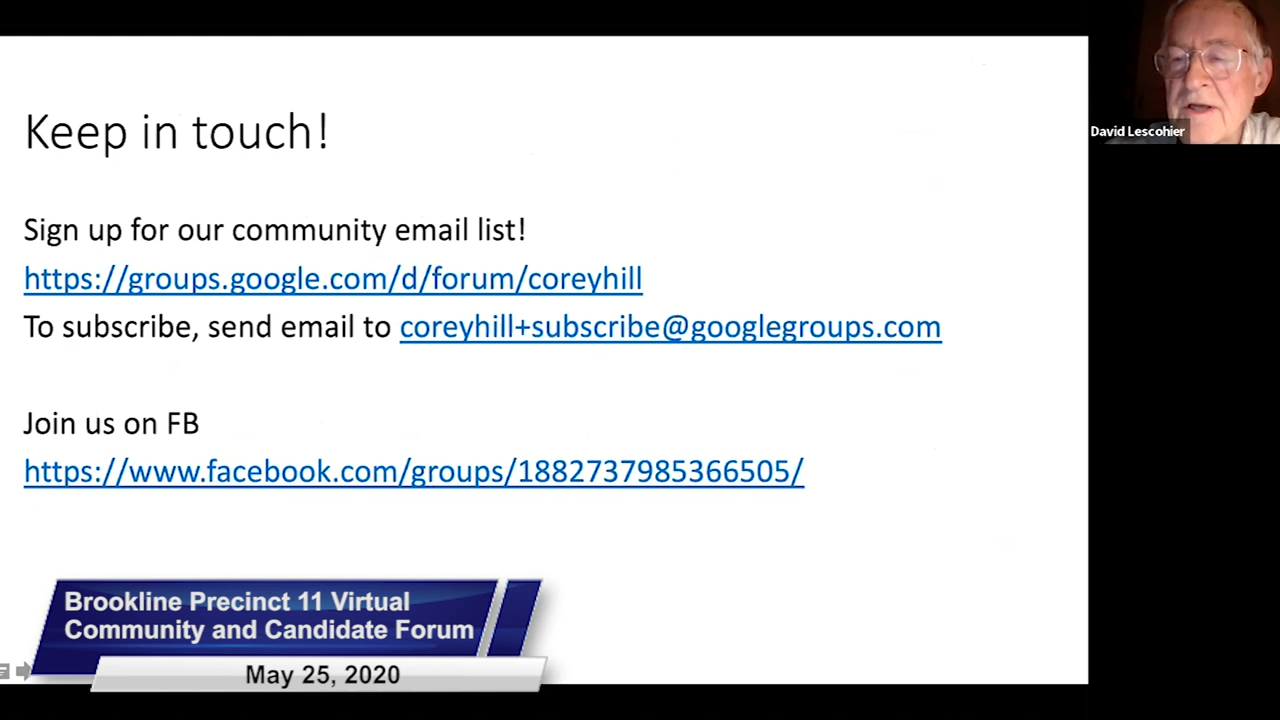 Keep in touch!
Sign up for our community email list!
https://groups.google.com/d/forum/coreyhill
To subscribe, send email to coreyhill+subscribe@googlegroups.com
Join us on FB
https://www.facebook.com/groups/1882737985366505/
David Lescohier
Brookline Precinct 11 Virtual
Community and Candidate Forum
May 25, 2020